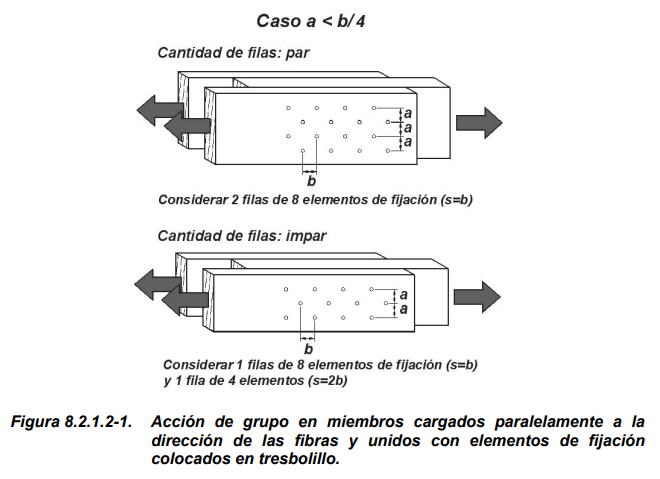 Caso a < b/4
Cantidad de filas: par
a
a
a
b
Considerar 2 filas de 8 elementos de fijación (s=b)
Cantidad de filas: impar
a
a
b
Considerar 1 filas de 8 elementos de fijación (s=b)
y 1 fila de 4 elementos (s=2b)
Figura 8.2.1.2-1. Acción de grupo en miembros cargados paralelamente a la
dirección de las fibras y unidos con elementos de fijación
colocados en tresbolillo.